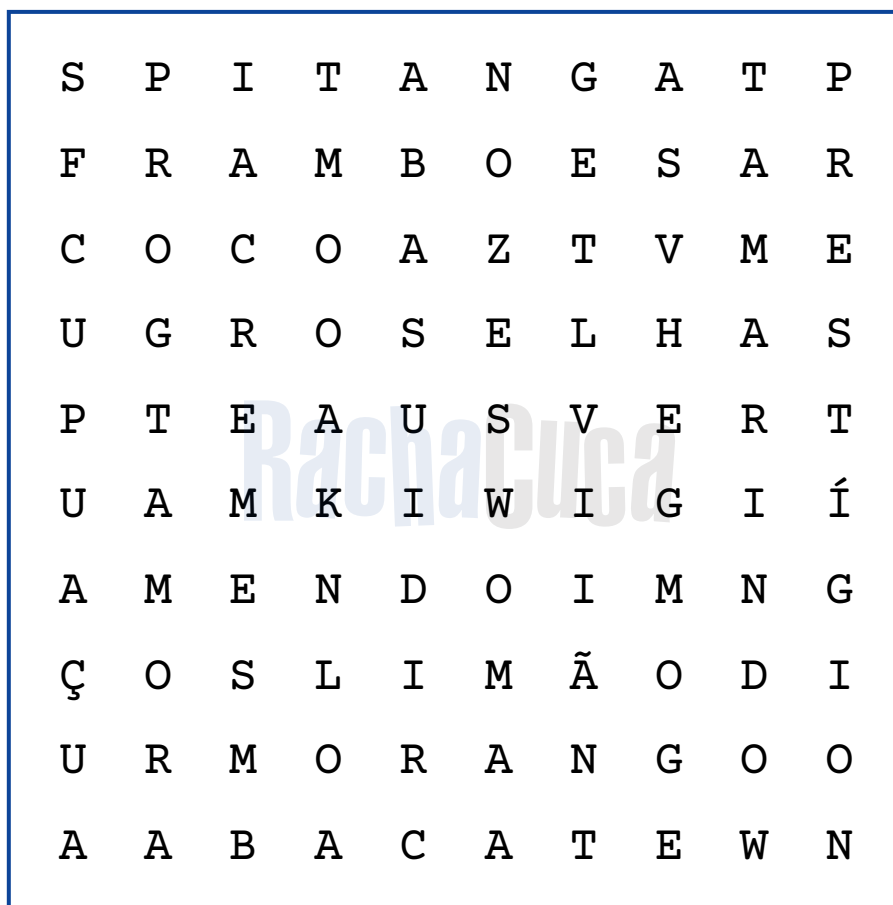 S P I T A N G A T P
F R A M B O E S A R
C O C O A Z T V M E
U G R O S E L H A S
P T E A U S V E R T
U A M K I W I G I Í
A M E N D O I M N G
Ç O S L I M Ã O D I
U R M O R A N G O O
A A B A C A T E W N
RachaCuca